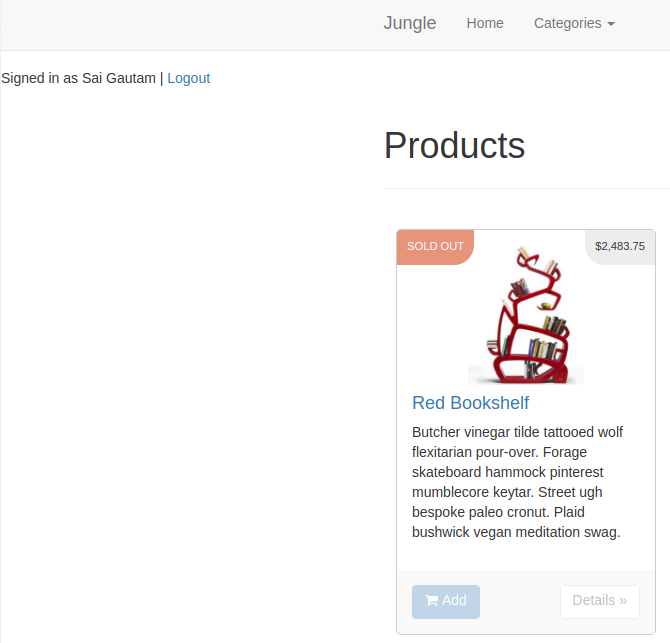 Jungle Home Categories
Signed in as Sai Gautam | Logout
Products
SOLD OUT $2,483.75
Red Bookshelf
Butcher vinegar tilde tattooed wolf
flexitarian pour-over. Forage
skateboard hammock pinterest
mumblecore keytar. Street ugh
bespoke paleo cronut. Plaid
bushwick vegan meditation swag.
Add Details »